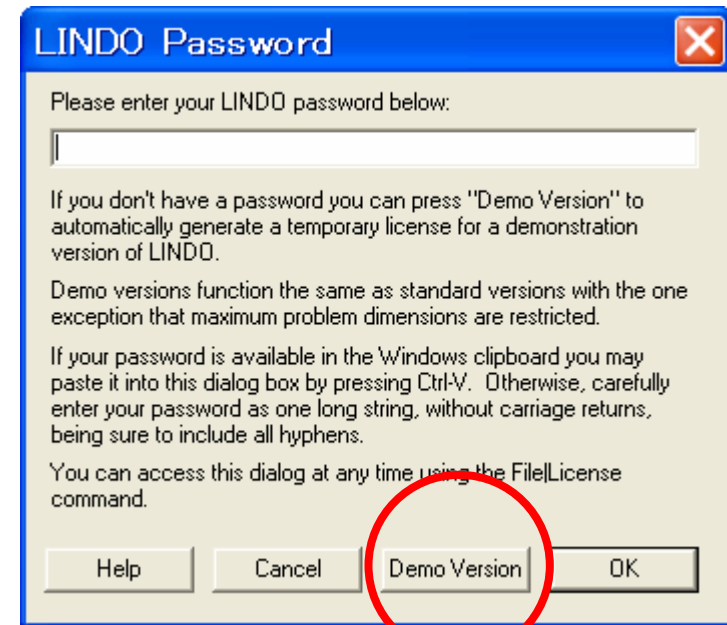 LINDO Password
Please enter your LINDO password below:
If you don't have a password you can press "Demo Version" to
automatically generate a temporary license for a demonstration
version of LINDO.
Demo versions function the same as standard versions with the one
exception that maximum problem dimensions are restricted.
If your password is available in the Windows clipboard you may
paste it into this dialog box by pressing Ctrl-V.  Otherwise, carefully
enter your password as one long string, without carriage returns,
being sure to include all hyphens.
You can access this dialog at any time using the File|License
command.
Help Cancel Demo Version OK